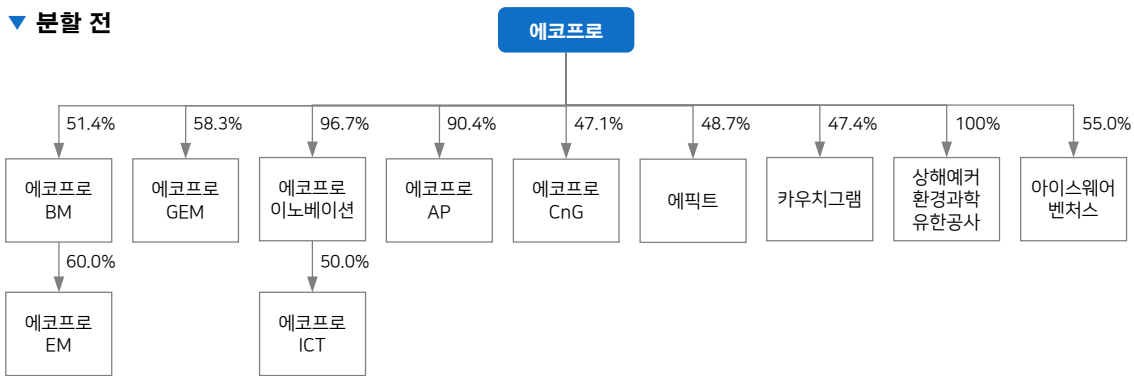 ▼ 분할 전
에코프로
51.4%
58.3%
96.7%
90.4%
47.1%
48.7%
47.4%
100%
55.0%
에코프로
BM
에코프로
GEM
에코프로
이노베이션
에코프로
AP
에코프로
CnG
에픽트
카우치그램
상해예커
환경과학
유한공사
아이스웨어
벤처스
60.0%
50.0%
에코프로
EM
에코프로
ICT